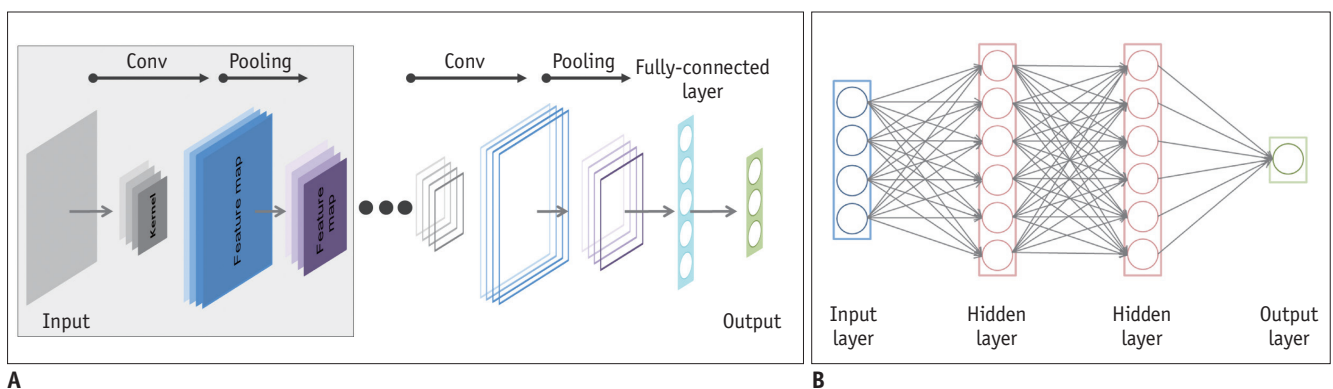 Conv
Pooling
Kernel
Feature map
Feature
map
Input
Conv
Pooling
Fully-connected
layer
Output
A
Input
layer
Hidden
layer
Hidden
layer
Output
layer
B